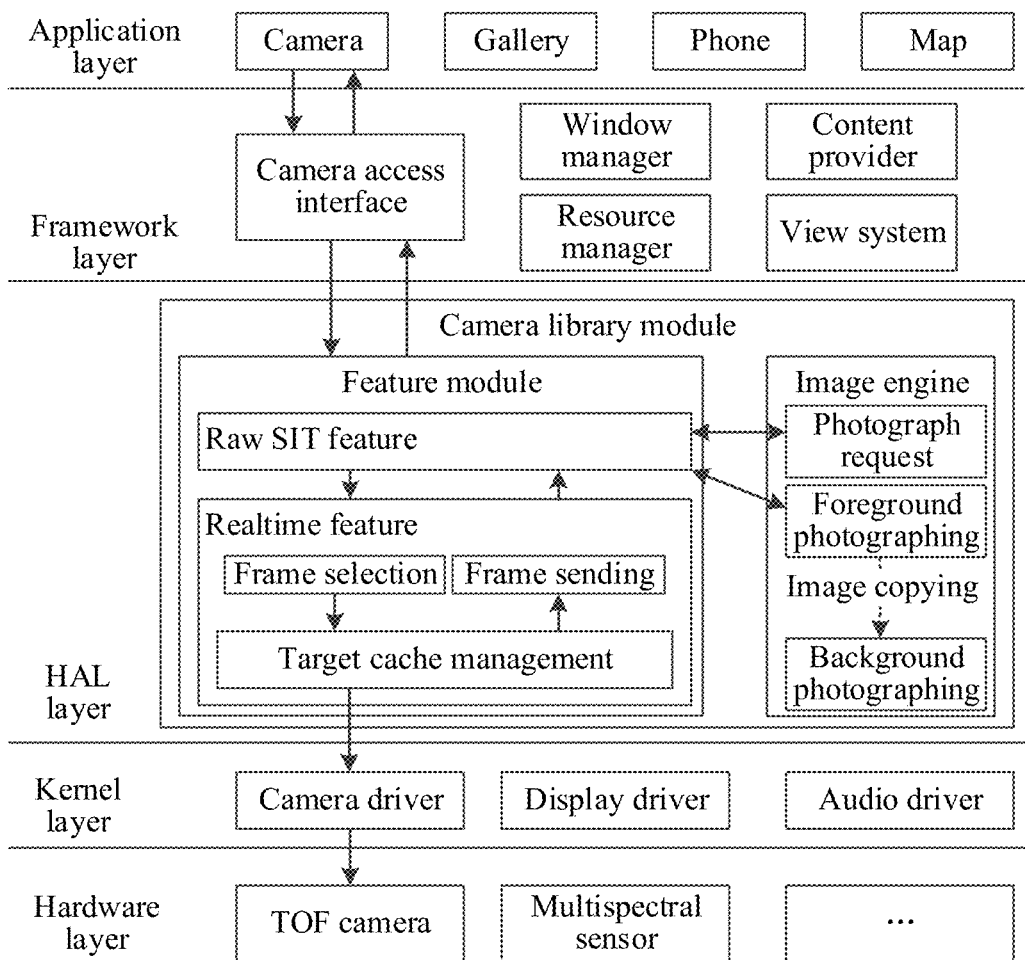 Application
layer
Camera
Gallery
Phone
Map
Framework
layer
Camera access
interface
Window
manager
Content
provider
Resource
manager
View system
HAL
layer
Camera library module
Feature module
Raw SIT feature
Realtime feature
Frame selection
Frame sending
Target cache management
Image engine
Photograph
request
Foreground
photographing
Image copying
Background
photographing
Kernel
layer
Camera driver
Display driver
Audio driver
Hardware
layer
TOF camera
Multispectral
sensor
...